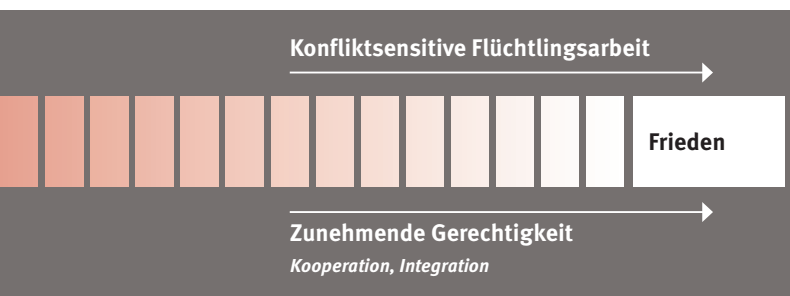 Konfliktsensitive Flüchtlingsarbeit
Frieden
Zunehmende Gerechtigkeit
Kooperation, Integration